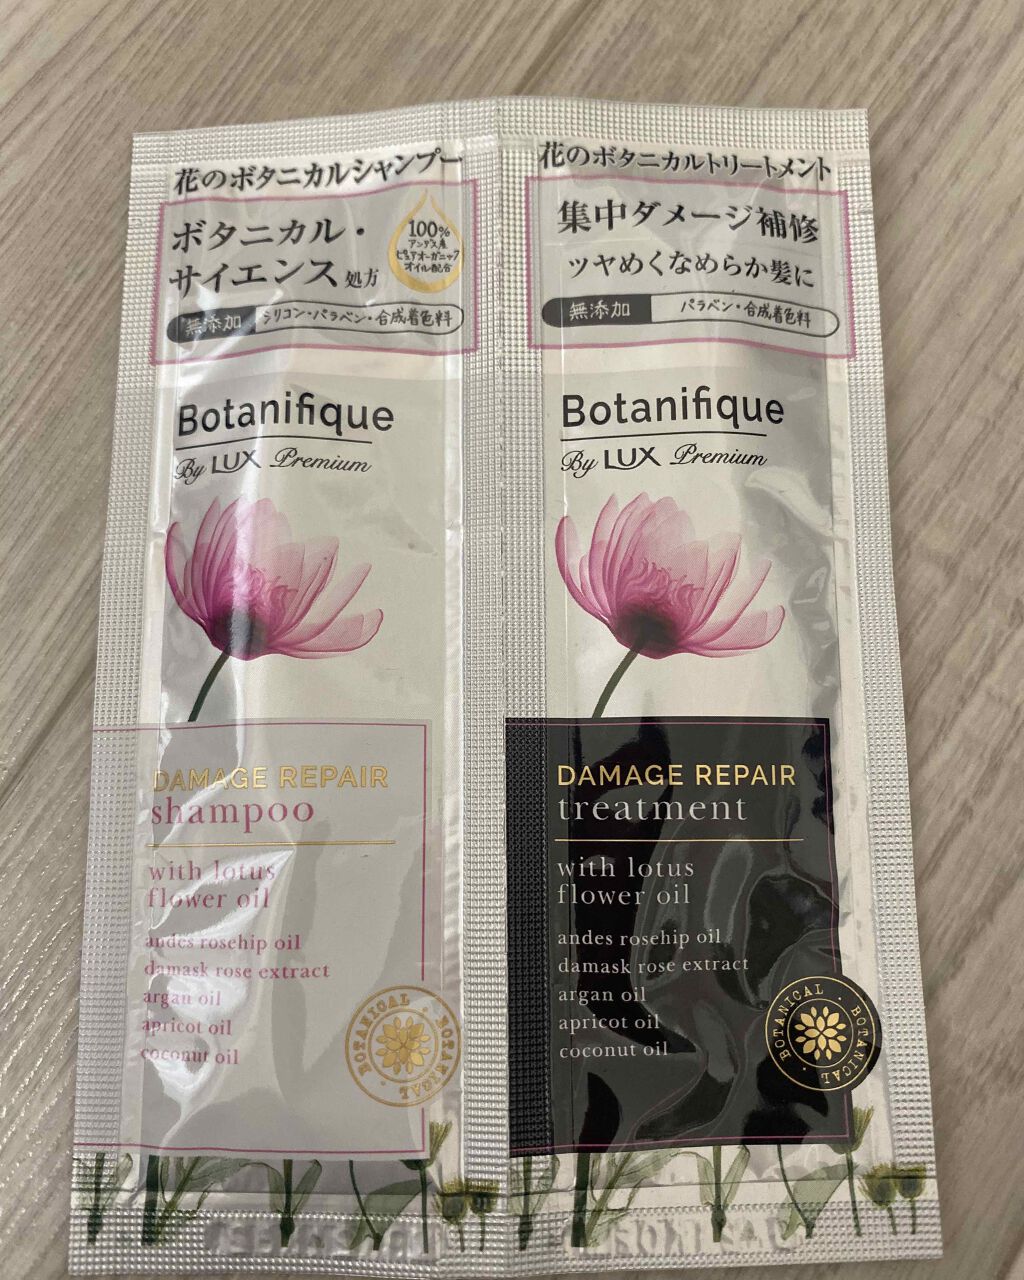 花のボタニカルシャンプー
ボタニカル・
サイエンス処方
100%
アンデス産
ピュアオーガニック
オイル配合
無添加 シリコン・パラベン・合成着色料
Botanifique
By LUX Premium
DAMAGE REPAIR
shampoo
with lotus
flower oil
andes rosehip oil
damask rose extract
argan oil
apricot oil
coconut oil
BOTANICAL · BOTANICAL ·
花のボタニカルトリートメント
集中ダメージ補修
ツヤめくなめらか髪に
無添加 パラベン・合成着色料
Botanifique
By LUX Premium
DAMAGE REPAIR
treatment
with lotus
flower oil
andes rosehip oil
damask rose extract
argan oil
apricot oil
coconut oil
BOTANICAL · BOTANICAL ·